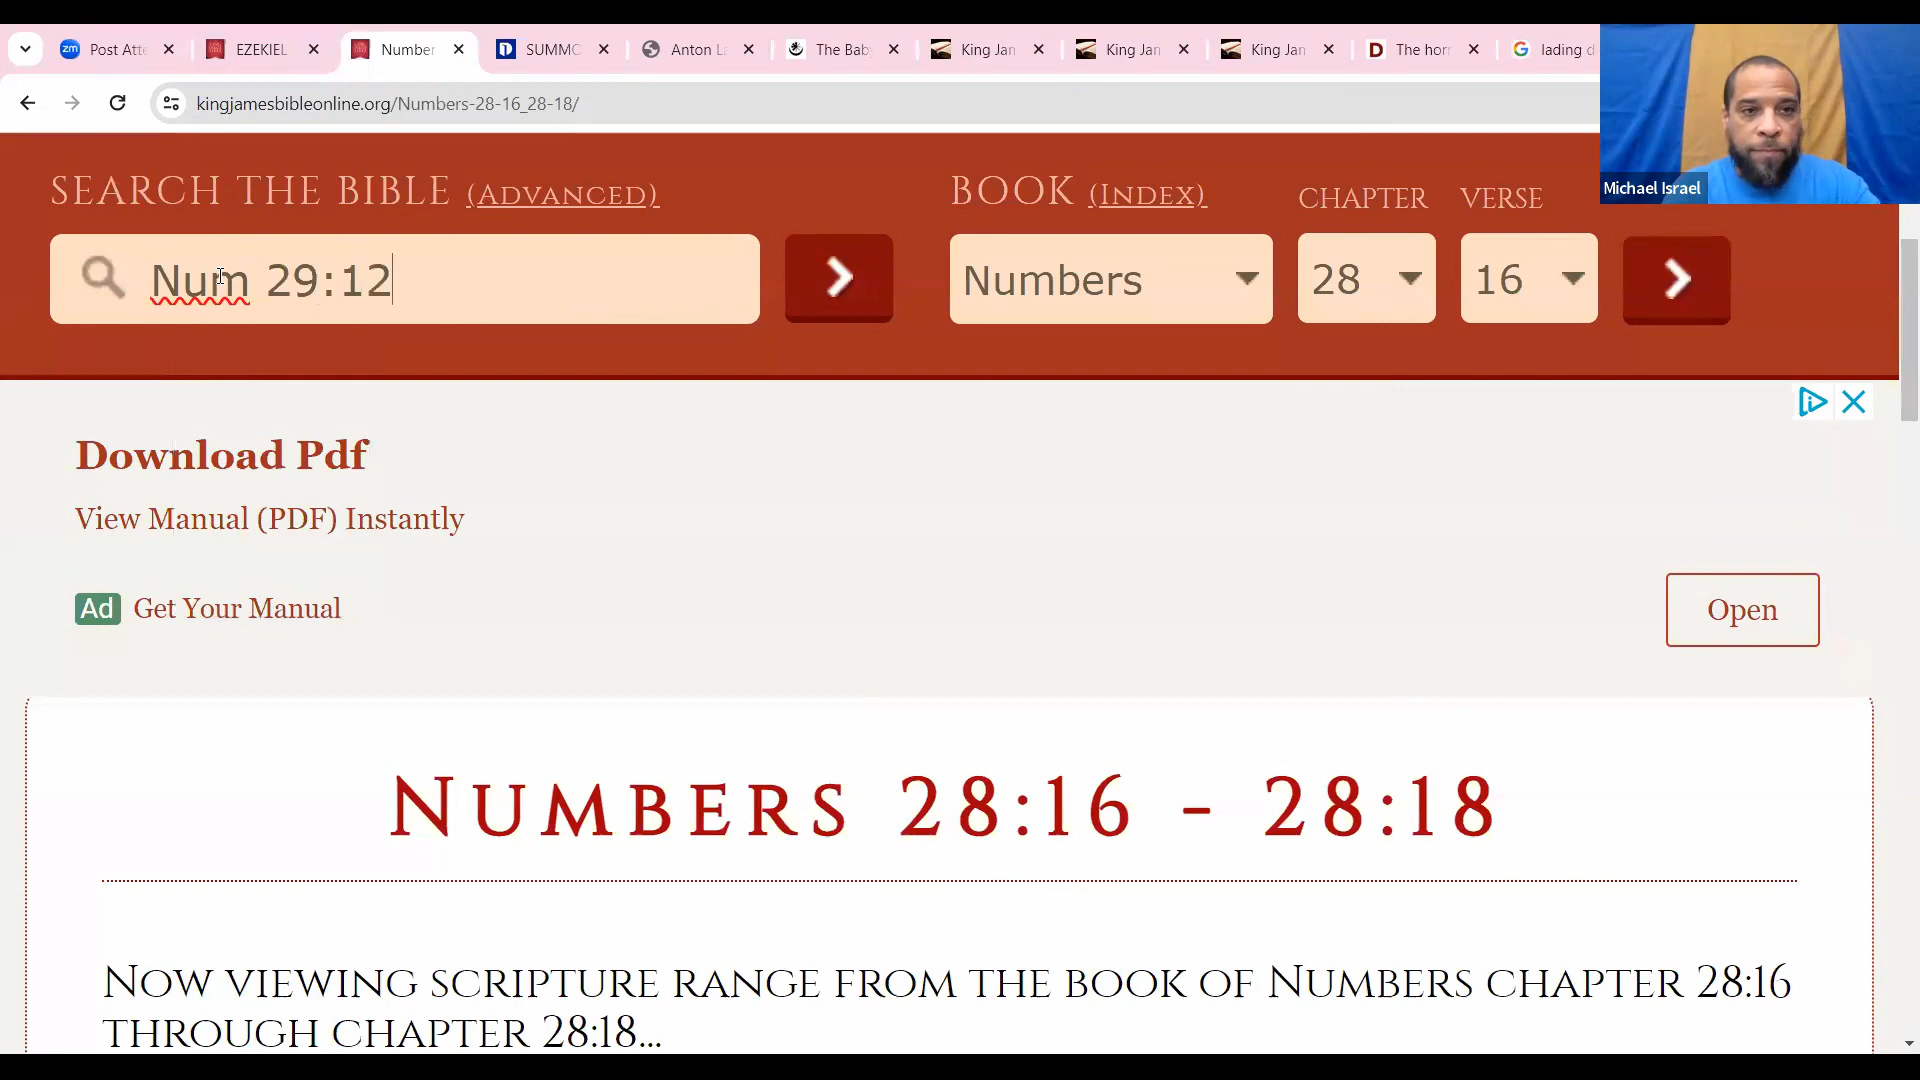 zm Post Atte
EZEKIEL
Number
SUMMO
Anton L
The Bab
King Jan
King Jan
King Jan
D The horr
G lading d
kingjamesbibleonline.org/Numbers-28-16_28-18/
Michael Israel
SEARCH THE BIBLE (ADVANCED)
BOOK (INDEX)
CHAPTER
VERSE
Num 29:12
Numbers
28
16
Download Pdf
View Manual (PDF) Instantly
Ad Get Your Manual
Open
NUMBERS 28:16 - 28:18
NOW VIEWING SCRIPTURE RANGE FROM THE BOOK OF NUMBERS CHAPTER 28:16
THROUGH CHAPTER 28:18...